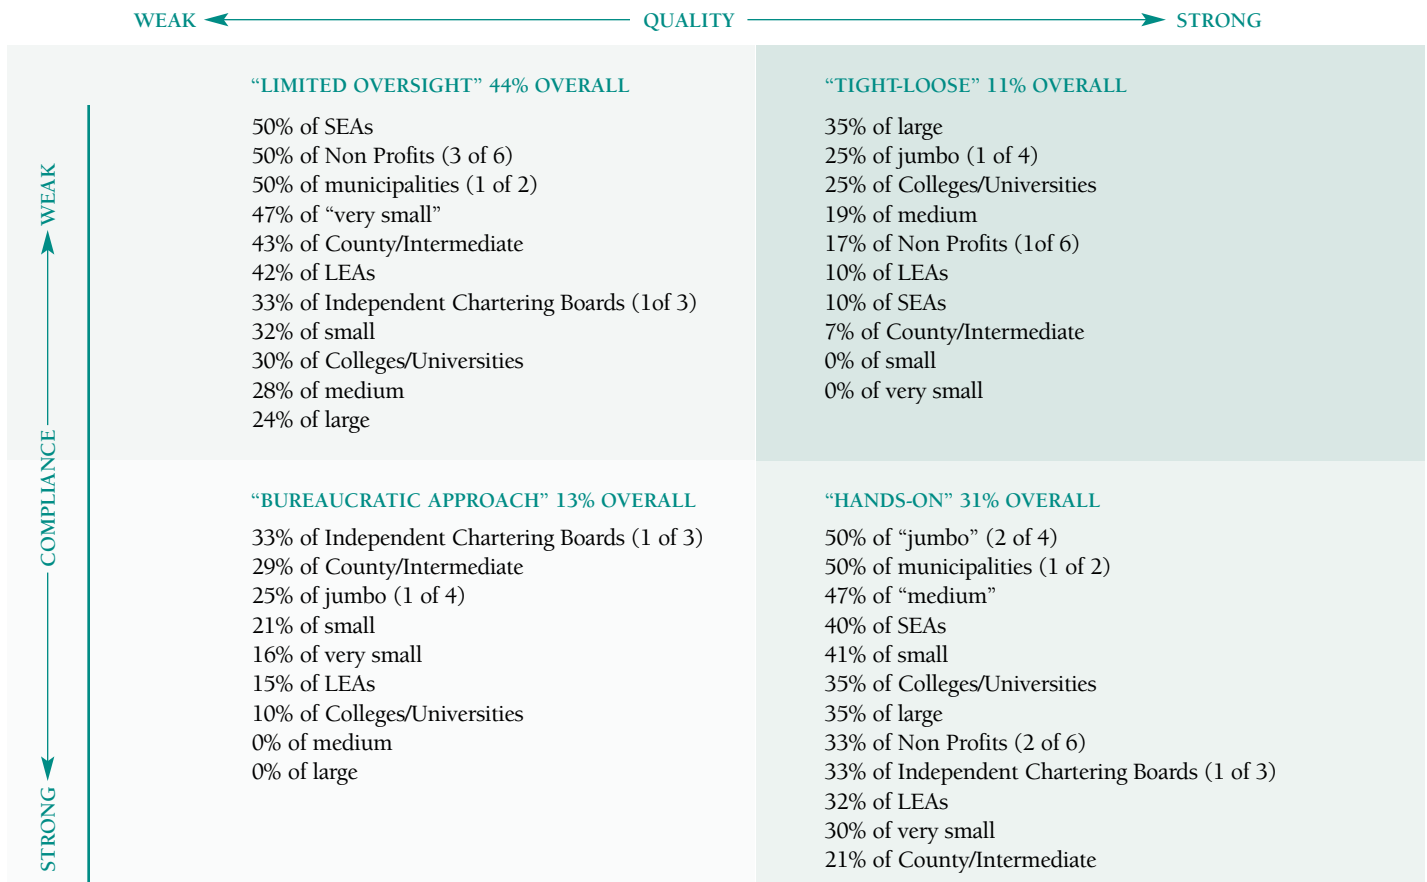 WEAK QUALITY STRONG
WEAK
COMPLIANCE
STRONG
“LIMITED OVERSIGHT” 44% OVERALL
50% of SEAs
50% of Non Profits (3 of 6)
50% of municipalities (1 of 2)
47% of “very small”
43% of County/Intermediate
42% of LEAs
33% of Independent Chartering Boards (1of 3)
32% of small
30% of Colleges/Universities
28% of medium
24% of large
“TIGHT-LOOSE” 11% OVERALL
35% of large
25% of jumbo (1 of 4)
25% of Colleges/Universities
19% of medium
17% of Non Profits (1of 6)
10% of LEAs
10% of SEAs
7% of County/Intermediate
0% of small
0% of very small
“BUREAUCRATIC APPROACH” 13% OVERALL
33% of Independent Chartering Boards (1 of 3)
29% of County/Intermediate
25% of jumbo (1 of 4)
21% of small
16% of very small
15% of LEAs
10% of Colleges/Universities
0% of medium
0% of large
“HANDS-ON” 31% OVERALL
50% of “jumbo” (2 of 4)
50% of municipalities (1 of 2)
47% of “medium”
40% of SEAs
41% of small
35% of Colleges/Universities
35% of large
33% of Non Profits (2 of 6)
33% of Independent Chartering Boards (1 of 3)
32% of LEAs
30% of very small
21% of County/Intermediate